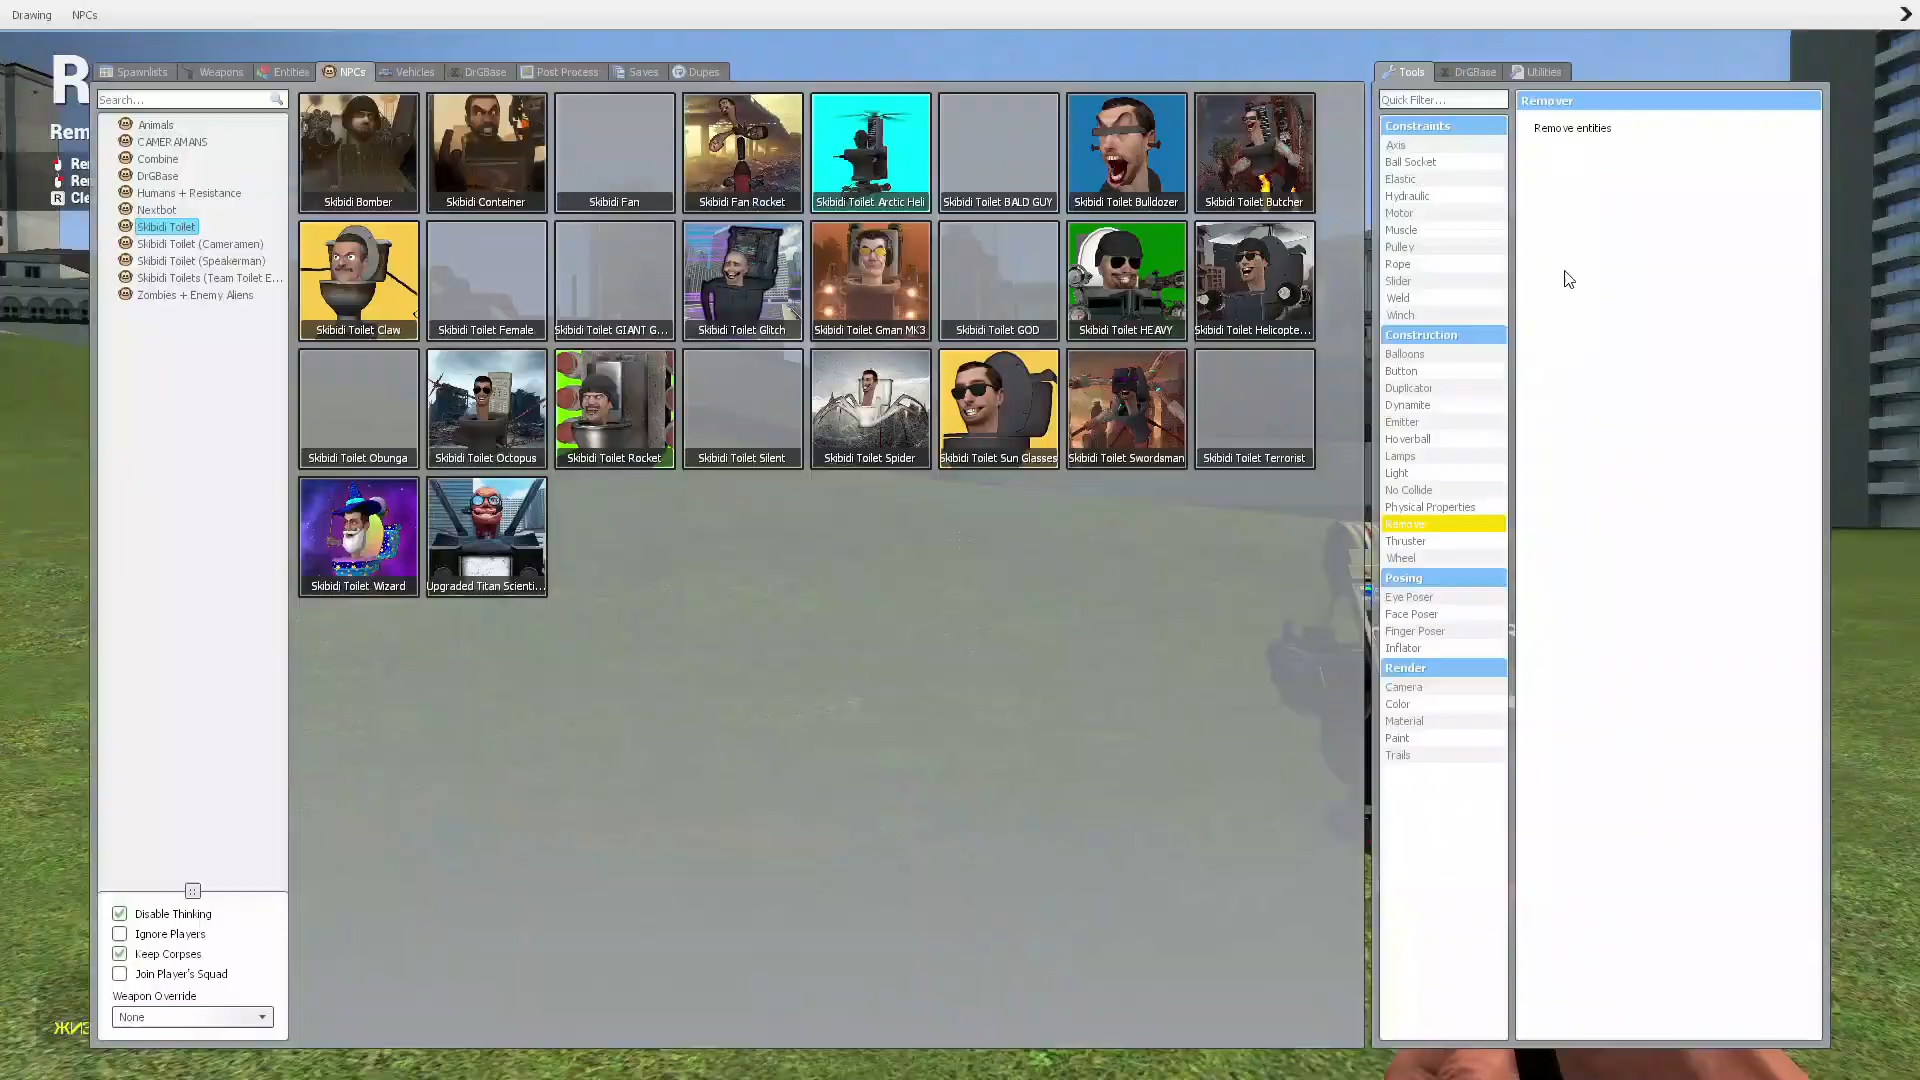 Drawing NPCs
R
Rem
Re
Re
R Cle
Spawnlists Weapons Entities NPCs Vehicles DrGBase Post Process Saves Dupes
Search...
Animals
CAMERAMANS
Combine
DrGBase
Humans + Resistance
Nextbot
Skibidi Toilet
Skibidi Toilet (Cameramen)
Skibidi Toilet (Speakerman)
Skibidi Toilets (Team Toilet E...
Zombies + Enemy Aliens
Skibidi Bomber Skibidi Conteiner Skibidi Fan Skibidi Fan Rocket Skibidi Toilet Arctic Heli Skibidi Toilet BALD GUY Skibidi Toilet Bulldozer Skibidi Toilet Butcher
Skibidi Toilet Claw Skibidi Toilet Female Skibidi Toilet GIANT G... Skibidi Toilet Glitch Skibidi Toilet Gman MK3 Skibidi Toilet GOD Skibidi Toilet HEAVY Skibidi Toilet Helicopte...
Skibidi Toilet Obunga Skibidi Toilet Octopus Skibidi Toilet Rocket Skibidi Toilet Silent Skibidi Toilet Spider Skibidi Toilet Sun Glasses Skibidi Toilet Swordsman Skibidi Toilet Terrorist
Skibidi Toilet Wizard Upgraded Titan Scienti...
Disable Thinking
Ignore Players
Keep Corpses
Join Player's Squad
Weapon Override
None
ЖИЗ
Tools DrGBase Utilities
Quick Filter...
Constraints
Axis
Ball Socket
Elastic
Hydraulic
Motor
Muscle
Pulley
Rope
Slider
Weld
Winch
Construction
Balloons
Button
Duplicator
Dynamite
Emitter
Hoverball
Lamps
Light
No Collide
Physical Properties
Remover
Thruster
Wheel
Posing
Eye Poser
Face Poser
Finger Poser
Inflator
Render
Camera
Color
Material
Paint
Trails
Remover
Remove entities